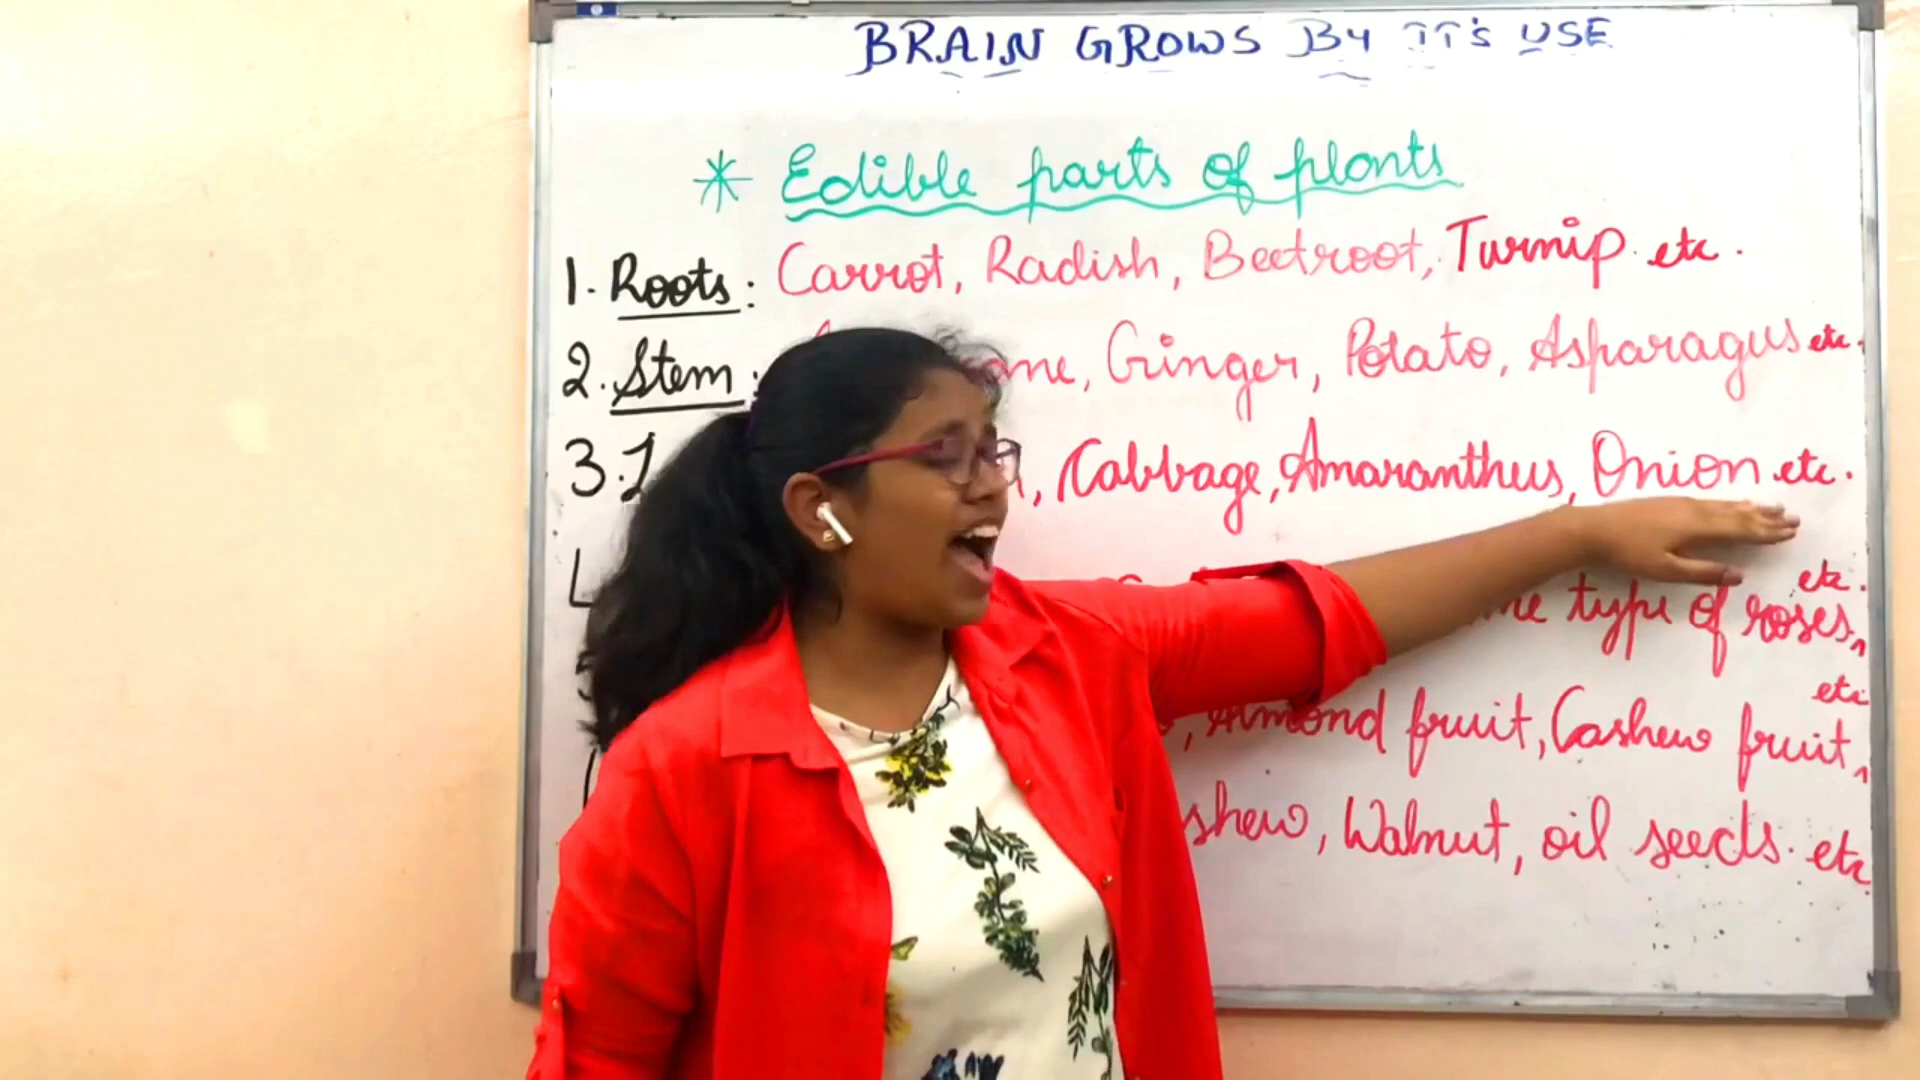 BRAIN GROWS BY IT's USE
* Edible parts of plants
1. Roots: Carrot, Radish, Beetroot, Turnip etc.
2. Stem: Ginger, Potato, Asparagus etc.
3. Cabbage, Amaranthus, Onion etc.
type of roses, etc.
Almond fruit, Cashew fruit, etc
Walnut, oil seeds. etc